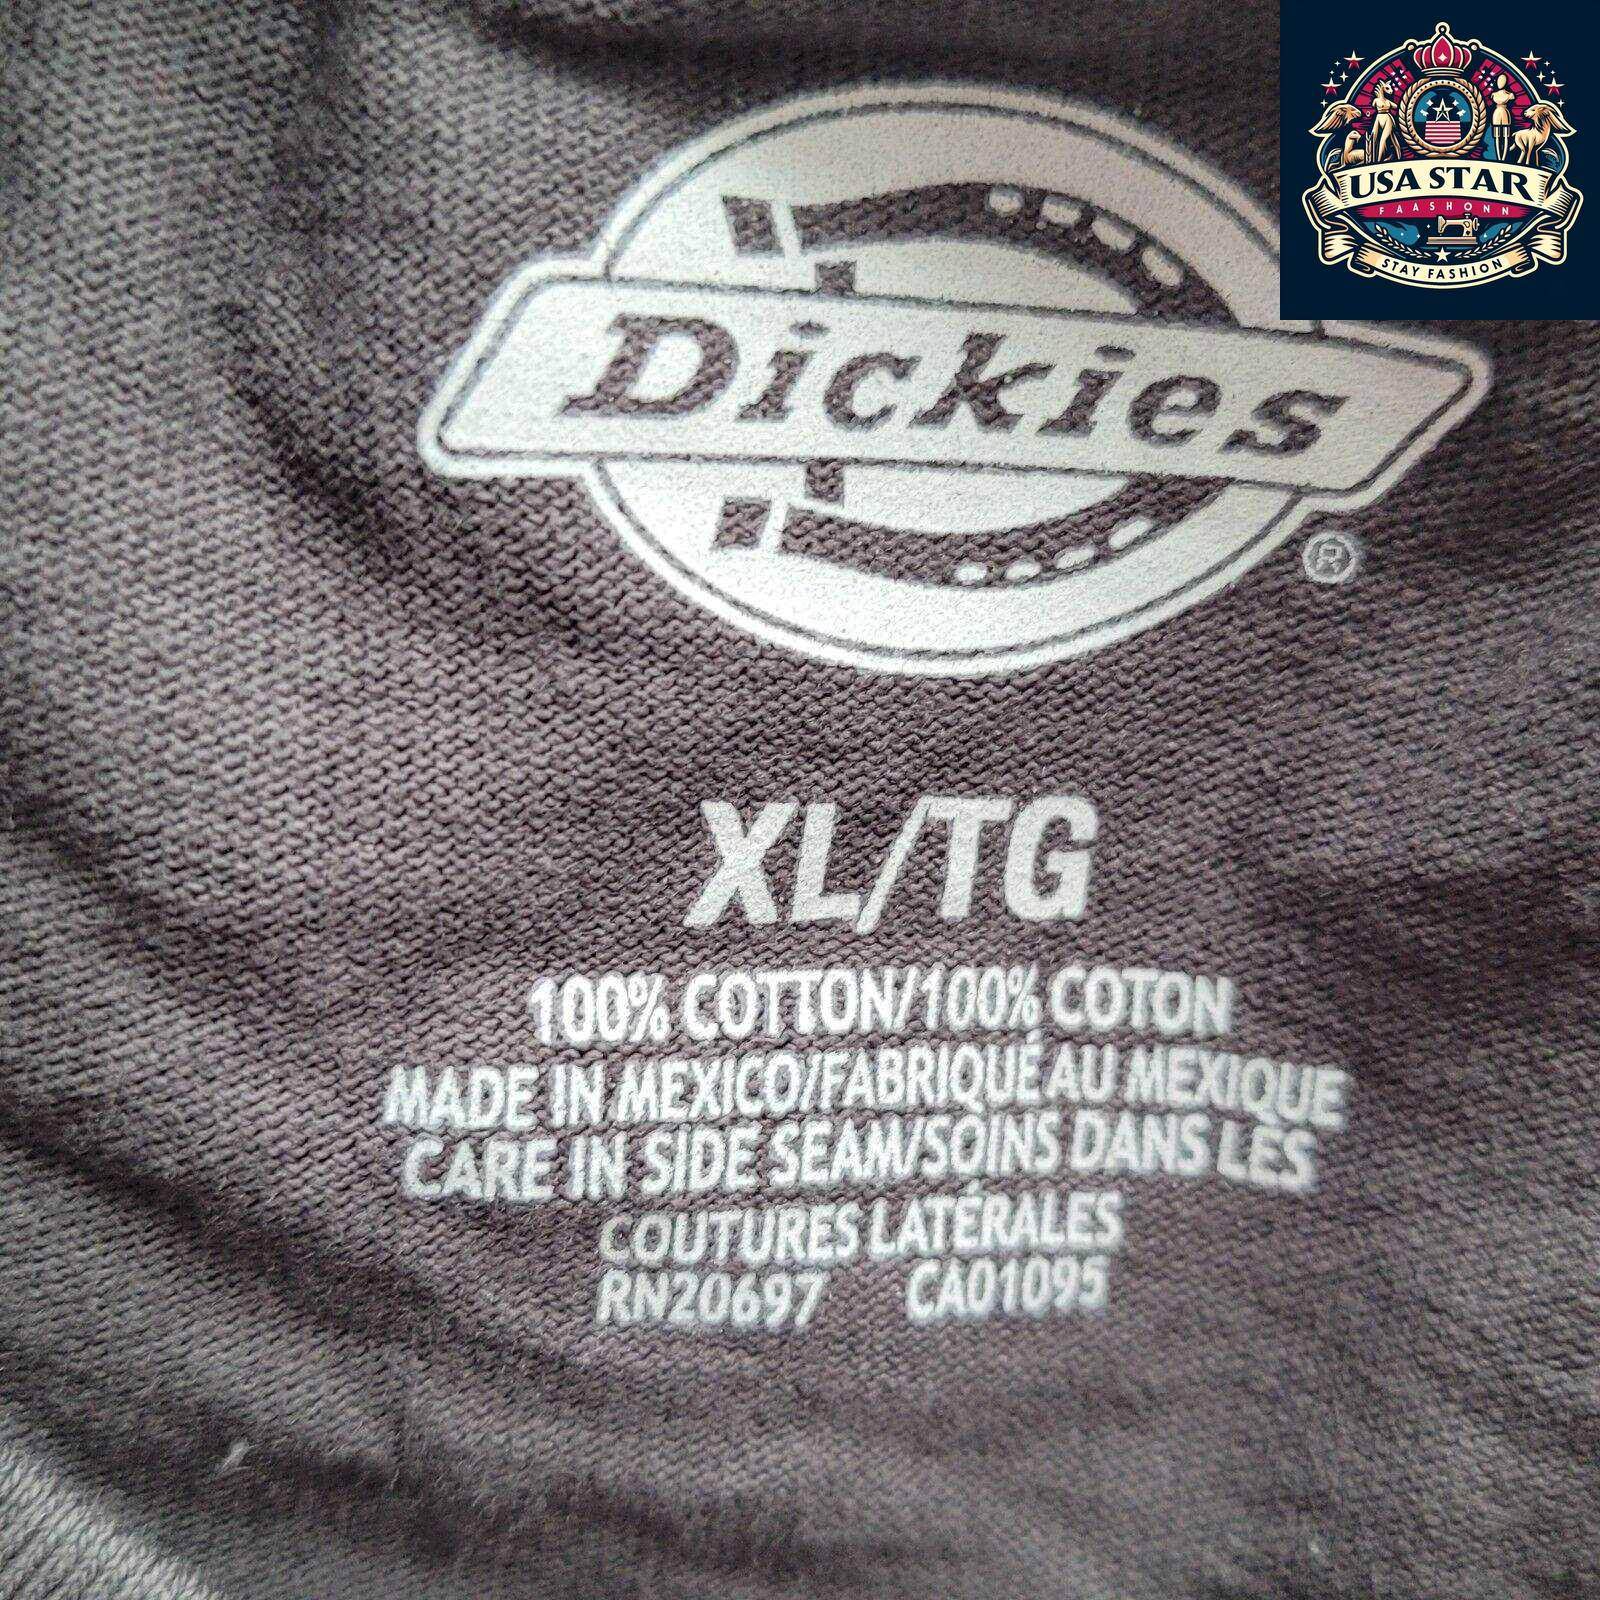 USA STAR
FAASHONN
STAY FASHION
Dickies
®
XL/TG
100% COTTON/100% COTON
MADE IN MEXICO/FABRIQUÉ AU MEXIQUE
CARE IN SIDE SEAM/SOINS DANS LES
COUTURES LATÉRALES
RN20697 CA01095